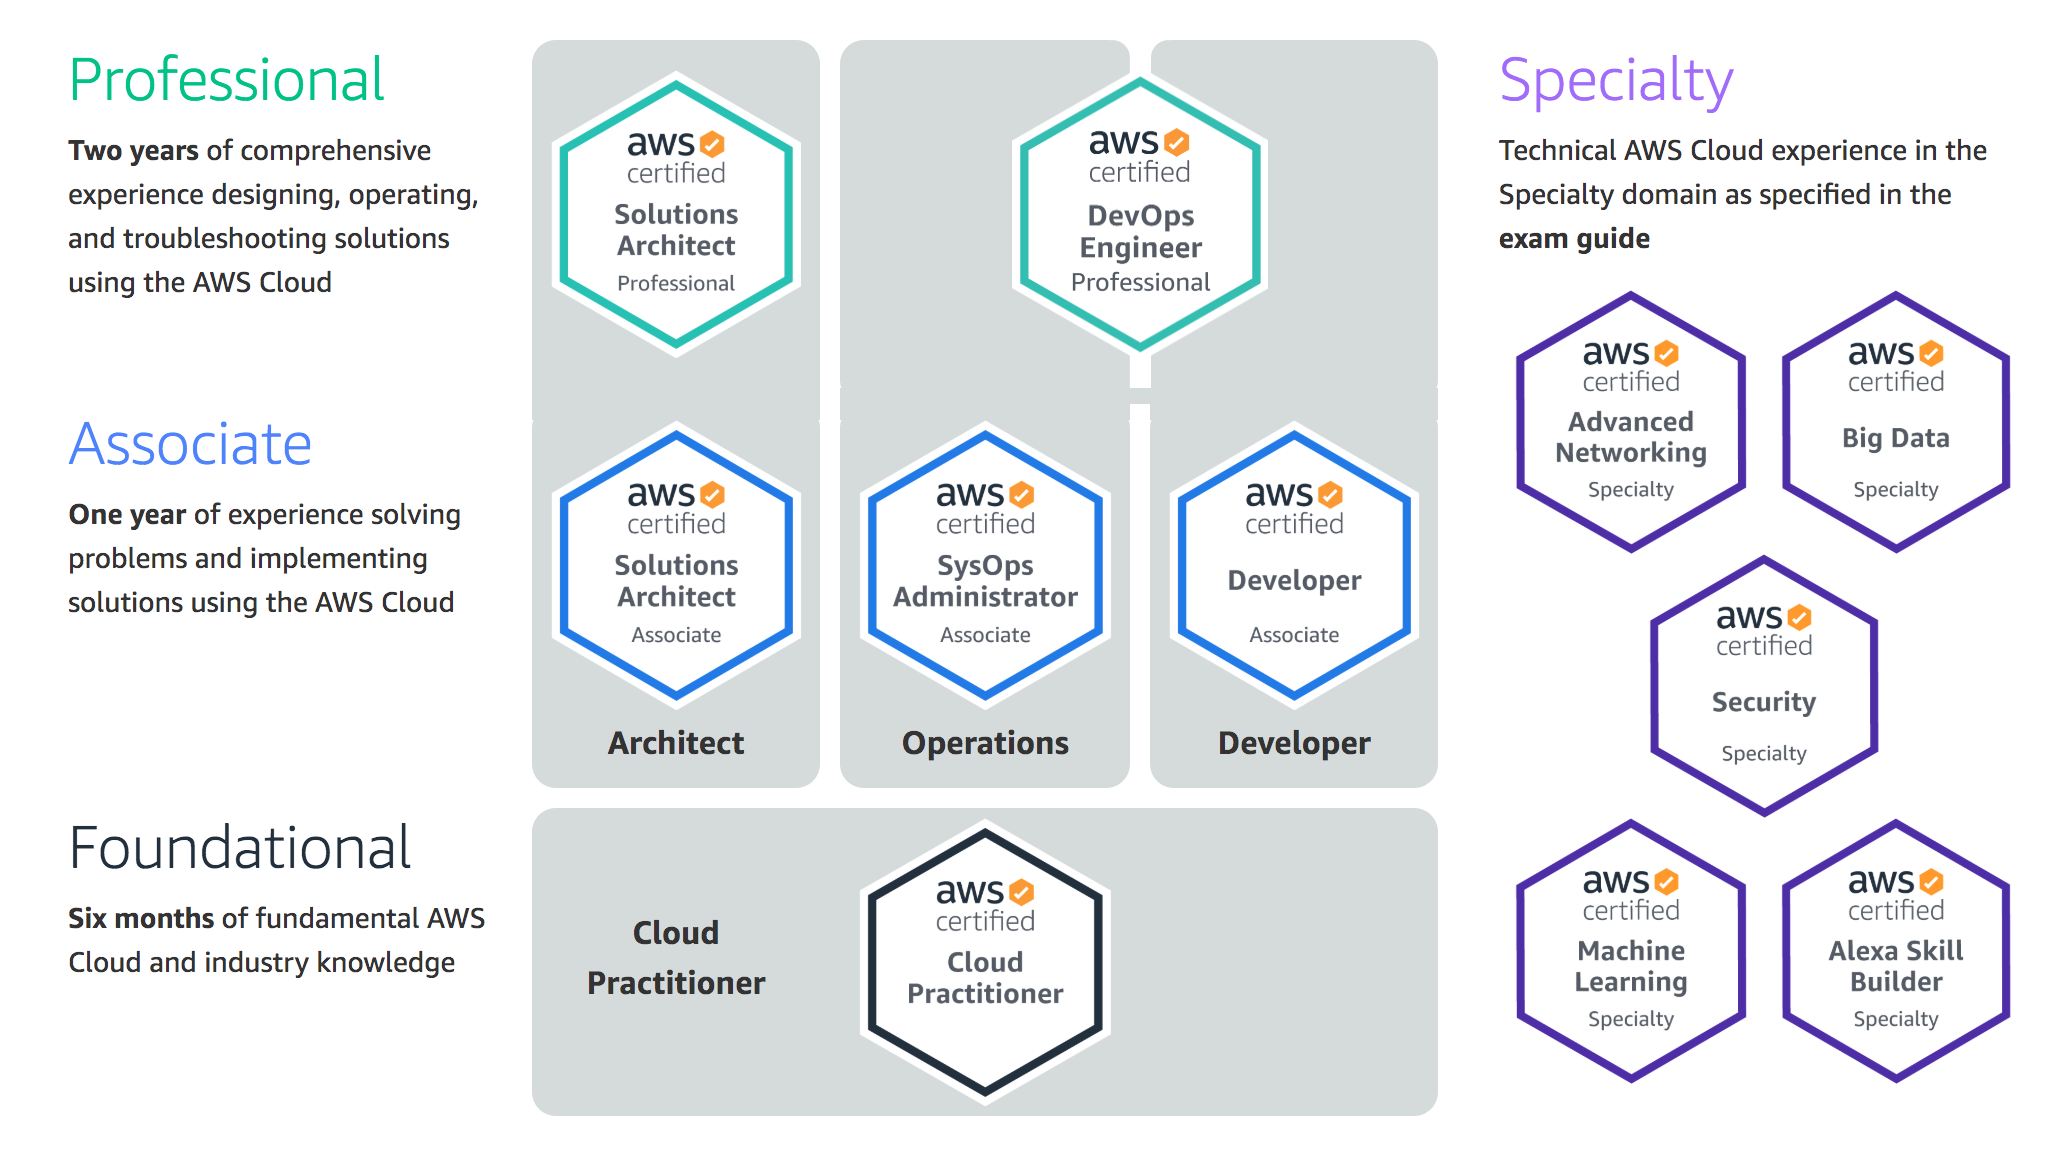 Professional
Two years of comprehensive
experience designing, operating,
and troubleshooting solutions
using the AWS Cloud
aws
certified
Solutions
Architect
Professional
aws
certified
DevOps
Engineer
Professional
Associate
One year of experience solving
problems and implementing
solutions using the AWS Cloud
aws
certified
Solutions
Architect
Associate
Architect
aws
certified
SysOps
Administrator
Associate
Operations
aws
certified
Developer
Associate
Developer
Foundational
Six months of fundamental AWS
Cloud and industry knowledge
Cloud
Practitioner
aws
certified
Cloud
Practitioner
Specialty
Technical AWS Cloud experience in the
Specialty domain as specified in the
exam guide
aws
certified
Advanced
Networking
Specialty
aws
certified
Big Data
Specialty
aws
certified
Security
Specialty
aws
certified
Machine
Learning
Specialty
aws
certified
Alexa Skill
Builder
Specialty